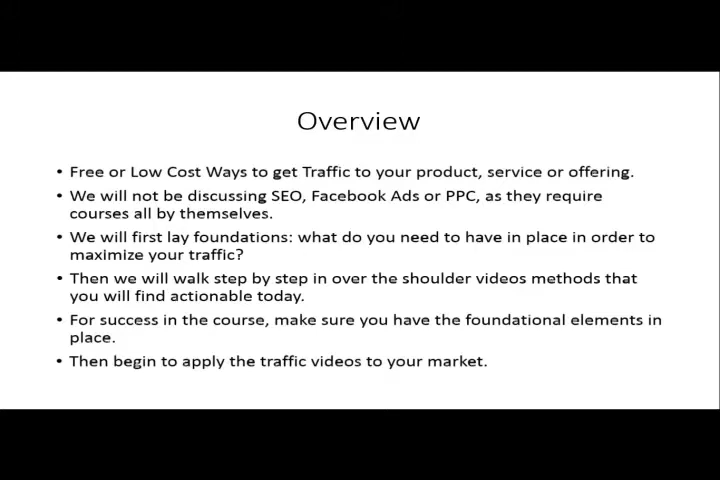 Overview
• Free or Low Cost Ways to get Traffic to your product, service or offering.
• We will not be discussing SEO, Facebook Ads or PPC, as they require
courses all by themselves.
• We will first lay foundations: what do you need to have in place in order to
maximize your traffic?
• Then we will walk step by step in over the shoulder videos methods that
you will find actionable today.
• For success in the course, make sure you have the foundational elements in
place.
• Then begin to apply the traffic videos to your market.